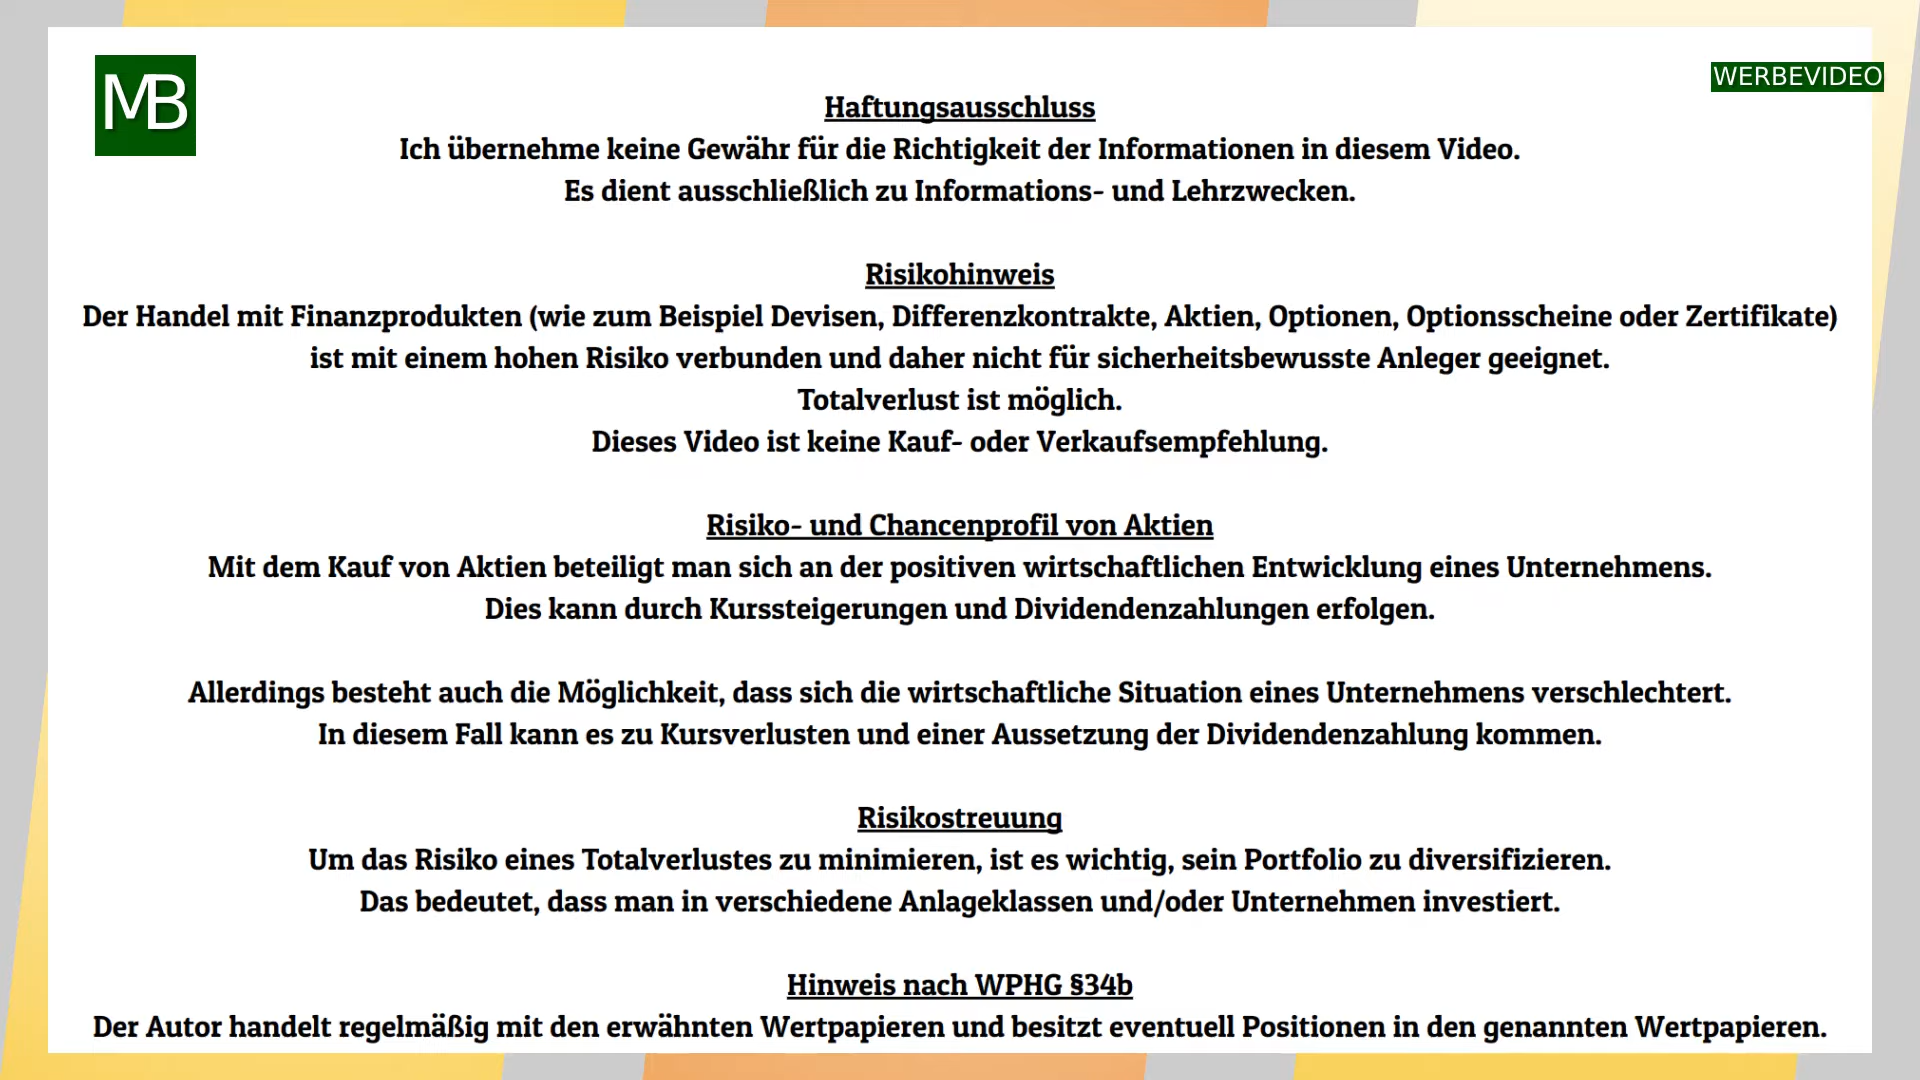 MB
WERBEVIDEO
Haftungsausschluss
Ich übernehme keine Gewähr für die Richtigkeit der Informationen in diesem Video.
Es dient ausschließlich zu Informations- und Lehrzwecken.
Risikohinweis
Der Handel mit Finanzprodukten (wie zum Beispiel Devisen, Differenzkontrakte, Aktien, Optionen, Optionsscheine oder Zertifikate)
ist mit einem hohen Risiko verbunden und daher nicht für sicherheitsbewusste Anleger geeignet.
Totalverlust ist möglich.
Dieses Video ist keine Kauf- oder Verkaufsempfehlung.
Risiko- und Chancenprofil von Aktien
Mit dem Kauf von Aktien beteiligt man sich an der positiven wirtschaftlichen Entwicklung eines Unternehmens.
Dies kann durch Kurssteigerungen und Dividendenzahlungen erfolgen.
Allerdings besteht auch die Möglichkeit, dass sich die wirtschaftliche Situation eines Unternehmens verschlechtert.
In diesem Fall kann es zu Kursverlusten und einer Aussetzung der Dividendenzahlung kommen.
Risikostreuung
Um das Risiko eines Totalverlustes zu minimieren, ist es wichtig, sein Portfolio zu diversifizieren.
Das bedeutet, dass man in verschiedene Anlageklassen und/oder Unternehmen investiert.
Hinweis nach WPHG §34b
Der Autor handelt regelmäßig mit den erwähnten Wertpapieren und besitzt eventuell Positionen in den genannten Wertpapieren.